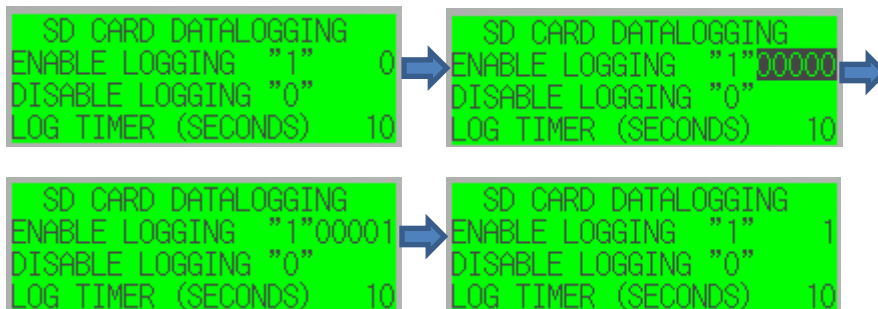 SD CARD DATALOGGING
ENABLE LOGGING "1" 0
DISABLE LOGGING "0"
LOG TIMER (SECONDS) 10
SD CARD DATALOGGING
ENABLE LOGGING "1"00000
DISABLE LOGGING "0"
LOG TIMER (SECONDS) 10
SD CARD DATALOGGING
ENABLE LOGGING "1"00001
DISABLE LOGGING "0"
LOG TIMER (SECONDS) 10
SD CARD DATALOGGING
ENABLE LOGGING "1" 1
DISABLE LOGGING "0"
LOG TIMER (SECONDS) 10